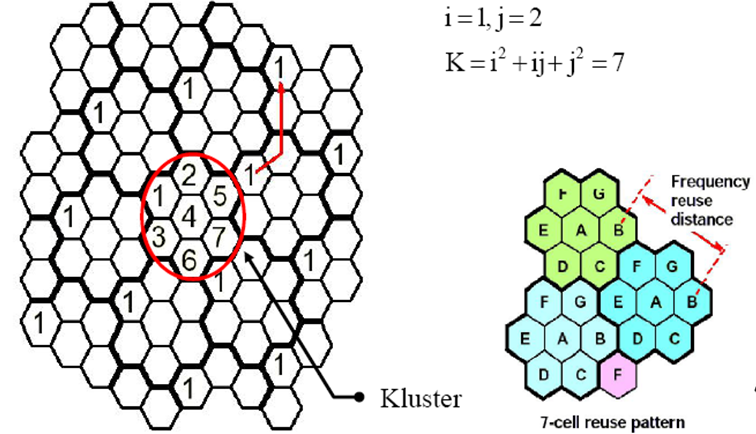 i = 1, j = 2
K = i² + ij + j² = 7
1
1
1
1
1
2
1 5
4
1
3 7
6
1
1
1
1
1
1
Kluster
Frequency
reuse
distance
F G
E A B
D C
F G
E A B
D C
F G
E A B
D C
F
7-cell reuse pattern